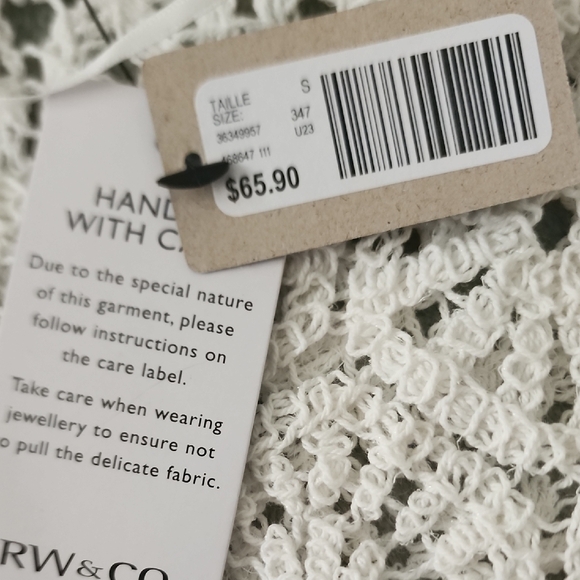 TAILLE S
SIZE: 347
36349957 U23
468647 111
$65.90
HAND
WITH CA
Due to the special nature
of this garment, please
follow instructions on
the care label.
Take care when wearing
jewellery to ensure not
o pull the delicate fabric.
RW&CO